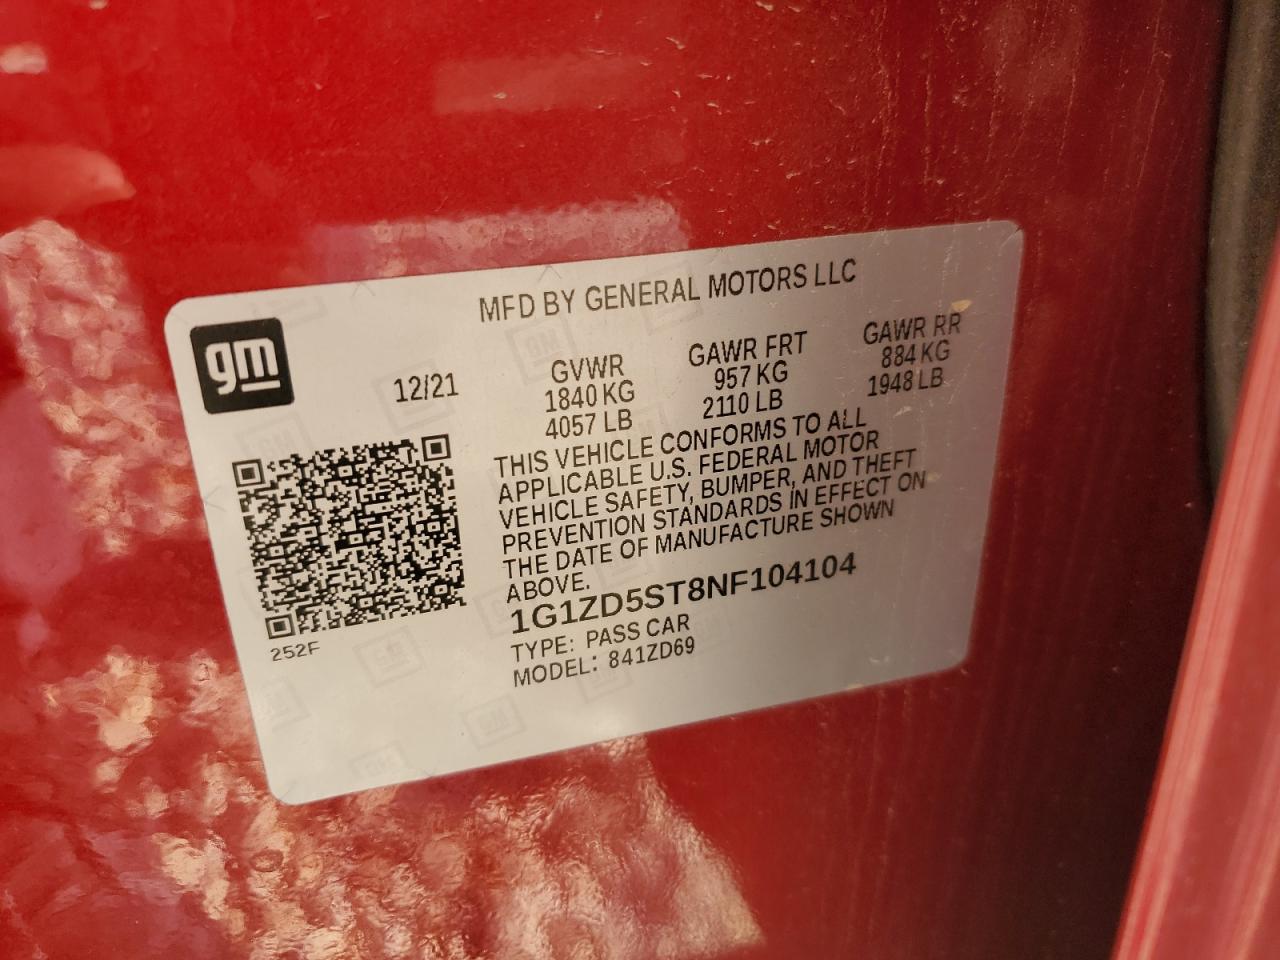 MFD BY GENERAL MOTORS LLC
gm
12/21
GVWR
1840 KG
4057 LB
GAWR FRT
957 KG
2110 LB
GAWR RR
884 KG
1948 LB
THIS VEHICLE CONFORMS TO ALL
APPLICABLE U.S. FEDERAL MOTOR
VEHICLE SAFETY, BUMPER, AND THEFT
PREVENTION STANDARDS IN EFFECT ON
THE DATE OF MANUFACTURE SHOWN
ABOVE.
1G1ZD5ST8NF104104
TYPE: PASS CAR
MODEL: 841ZD69
252F